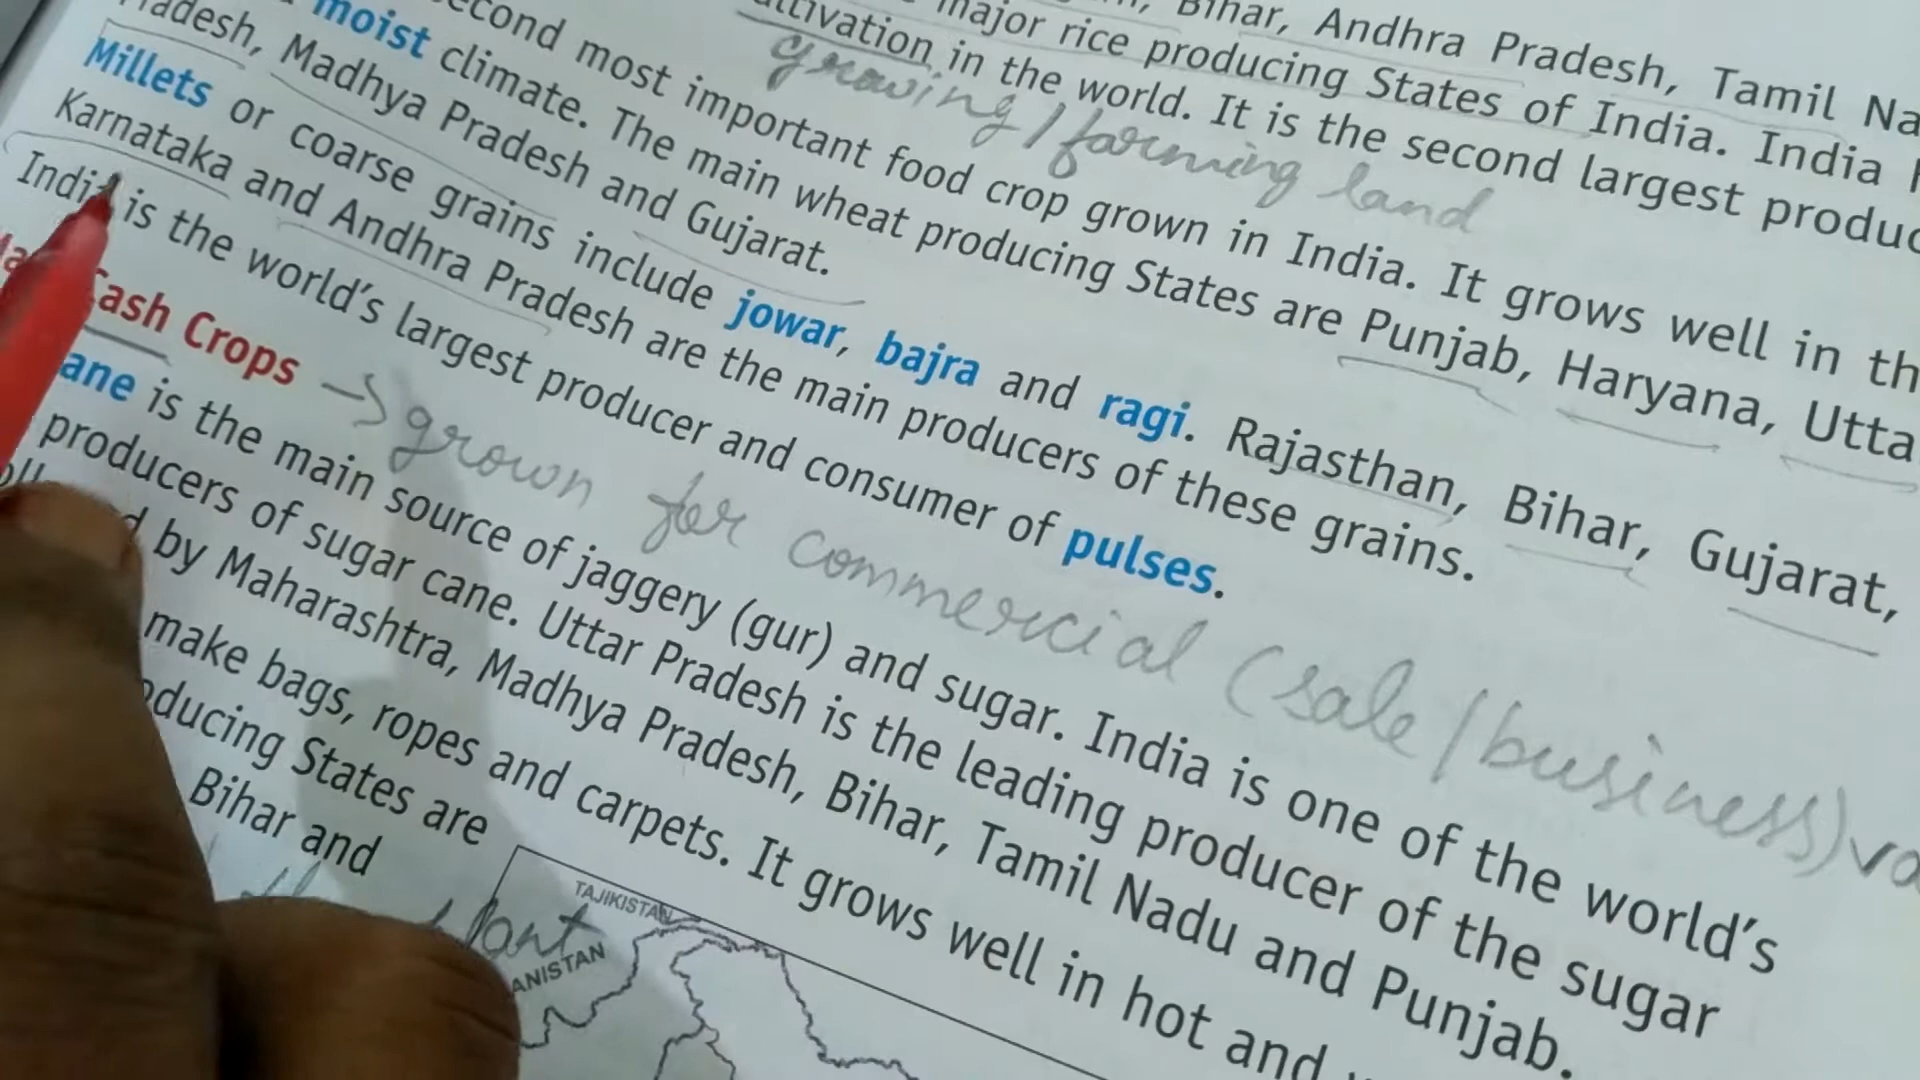 Bihar, Andhra Pradesh, Tamil Na
major rice producing States of India. India
in the world. It is the second largest produc
growing / farming land
second most important food crop grown in India. It grows well in th
moist climate. The main wheat producing States are Punjab, Haryana, Utta
Madhya Pradesh and Gujarat.
Millets or coarse grains include jowar, bajra and ragi. Rajasthan, Bihar, Gujarat,
Karnataka and Andhra Pradesh are the main producers of these grains.
India is the world's largest producer and consumer of pulses.
Cash Crops → grown for commercial (sale / business)
ane is the main source of jaggery (gur) and sugar. India is one of the world's
producers of sugar cane. Uttar Pradesh is the leading producer of the sugar
by Maharashtra, Madhya Pradesh, Bihar, Tamil Nadu and Punjab.
make bags, ropes and carpets. It grows well in hot and
ducing States are
Bihar and
TAJIKISTAN
ANISTAN